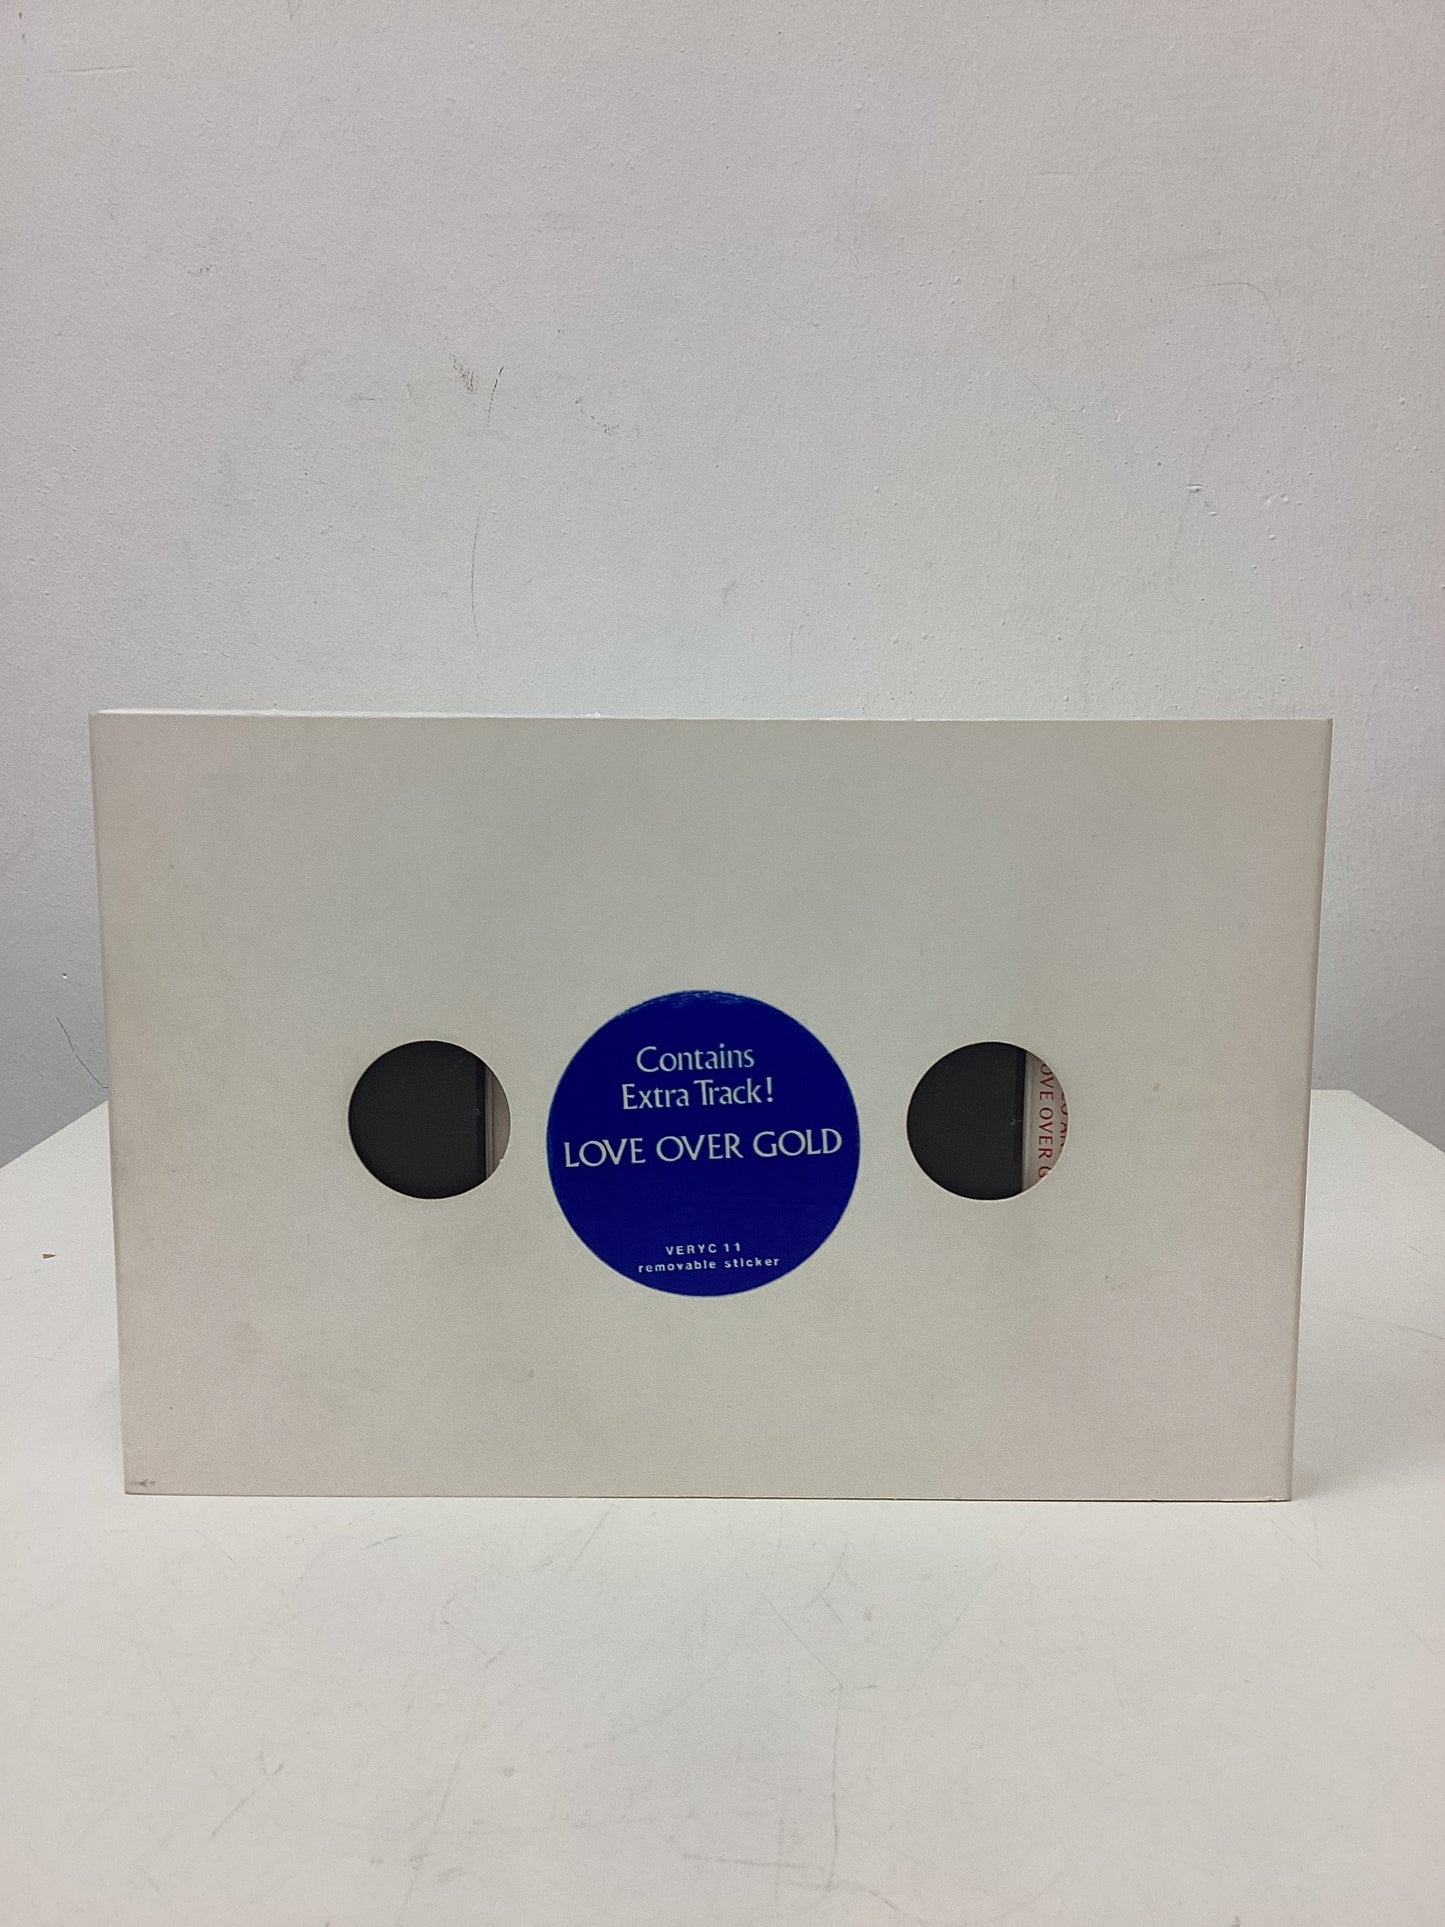 Contains
Extra Track!
LOVE OVER GOLD
VERYC 11
removable sticker
OVE OVER G